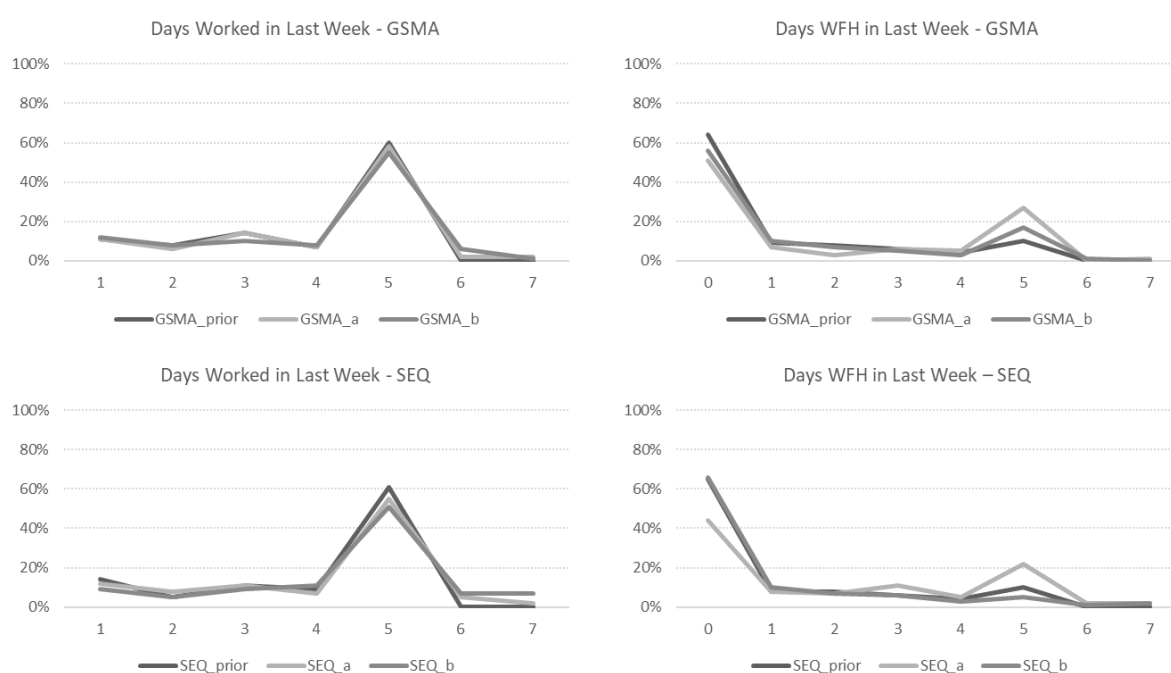 Days Worked in Last Week - GSMA
100%
80%
60%
40%
20%
0%
1 2 3 4 5 6 7
GSMA_prior GSMA_a GSMA_b
Days WFH in Last Week - GSMA
100%
80%
60%
40%
20%
0%
0 1 2 3 4 5 6 7
GSMA_prior GSMA_a GSMA_b
Days Worked in Last Week - SEQ
100%
80%
60%
40%
20%
0%
1 2 3 4 5 6 7
SEQ_prior SEQ_a SEQ_b
Days WFH in Last Week – SEQ
100%
80%
60%
40%
20%
0%
0 1 2 3 4 5 6 7
SEQ_prior SEQ_a SEQ_b